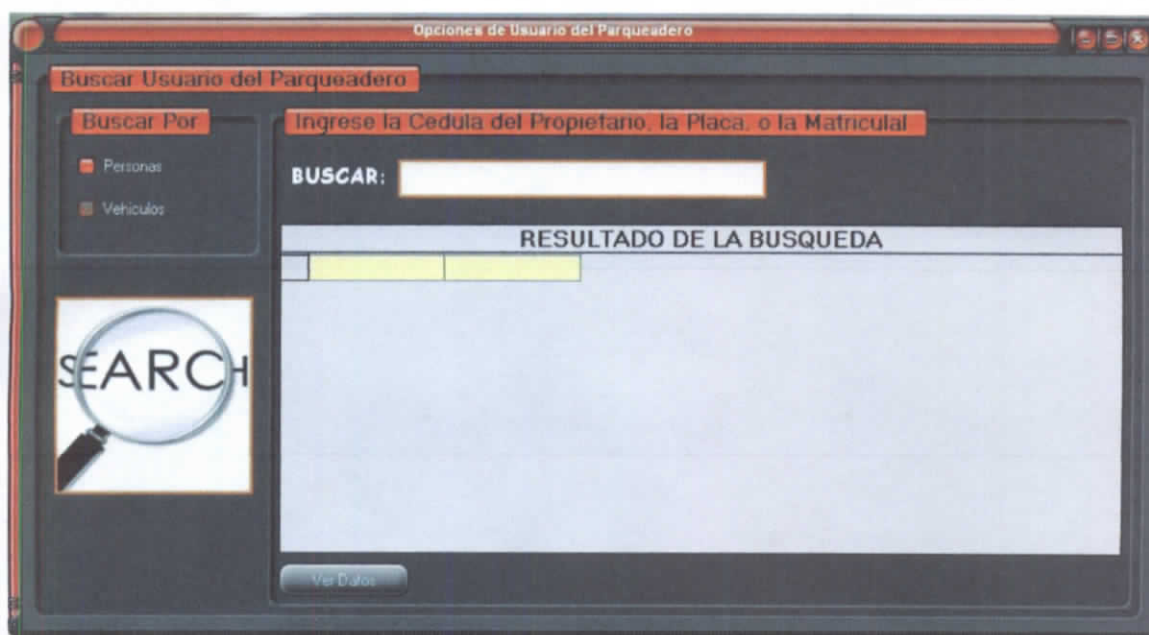 Opciones de Usuario del Parqueadero
Buscar Usuario del Parqueadero
Buscar Por
Personas
Vehiculos
Ingrese la Cedula del Propietario, la Placa, o la Matriculal
BUSCAR:
RESULTADO DE LA BUSQUEDA
SEARCH
Ver Datos